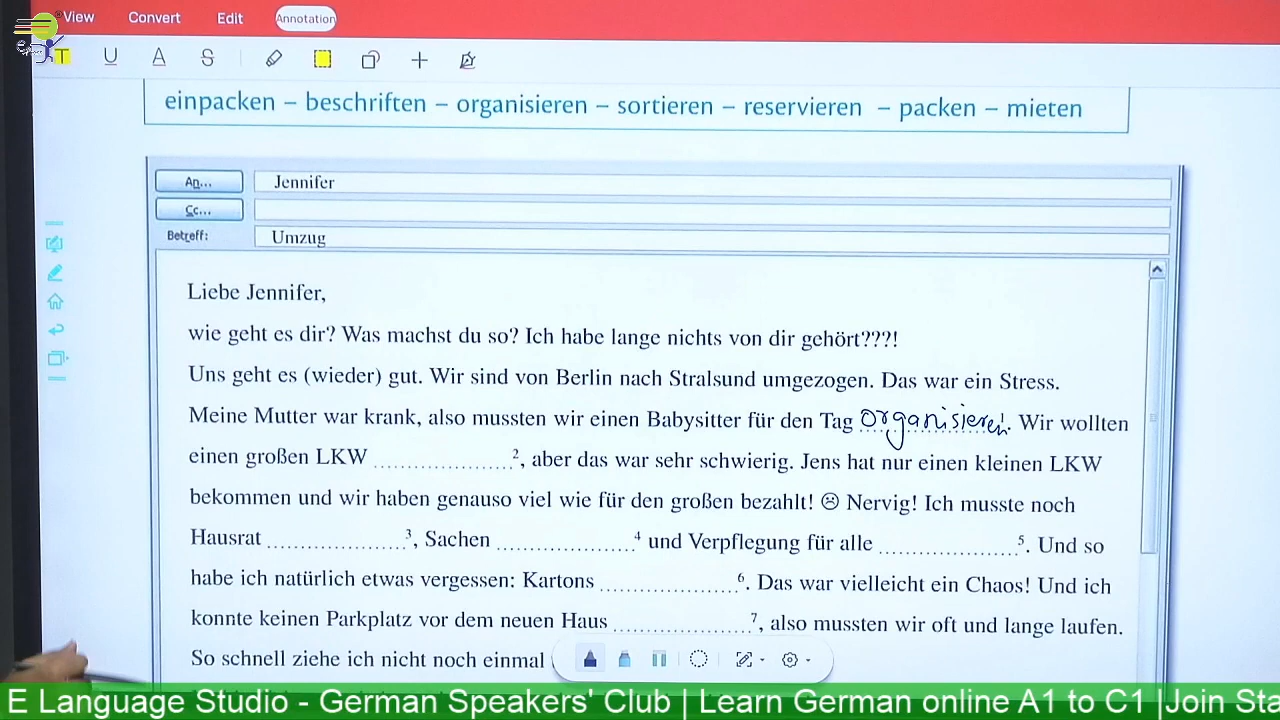 View Convert Edit Annotation
T U A S
einpacken – beschriften – organisieren – sortieren – reservieren – packen – mieten
An... Jennifer
Cc...
Betreff: Umzug
Liebe Jennifer,
wie geht es dir? Was machst du so? Ich habe lange nichts von dir gehört???!
Uns geht es (wieder) gut. Wir sind von Berlin nach Stralsund umgezogen. Das war ein Stress.
Meine Mutter war krank, also mussten wir einen Babysitter für den Tag organisieren ¹. Wir wollten
einen großen LKW ....................², aber das war sehr schwierig. Jens hat nur einen kleinen LKW
bekommen und wir haben genauso viel wie für den großen bezahlt! ☹ Nervig! Ich musste noch
Hausrat ....................³, Sachen ....................⁴ und Verpflegung für alle ....................⁵. Und so
habe ich natürlich etwas vergessen: Kartons ....................⁶. Das war vielleicht ein Chaos! Und ich
konnte keinen Parkplatz vor dem neuen Haus ....................⁷, also mussten wir oft und lange laufen.
So schnell ziehe ich nicht noch einmal
E Language Studio - German Speakers' Club | Learn German online A1 to C1 |Join Sta